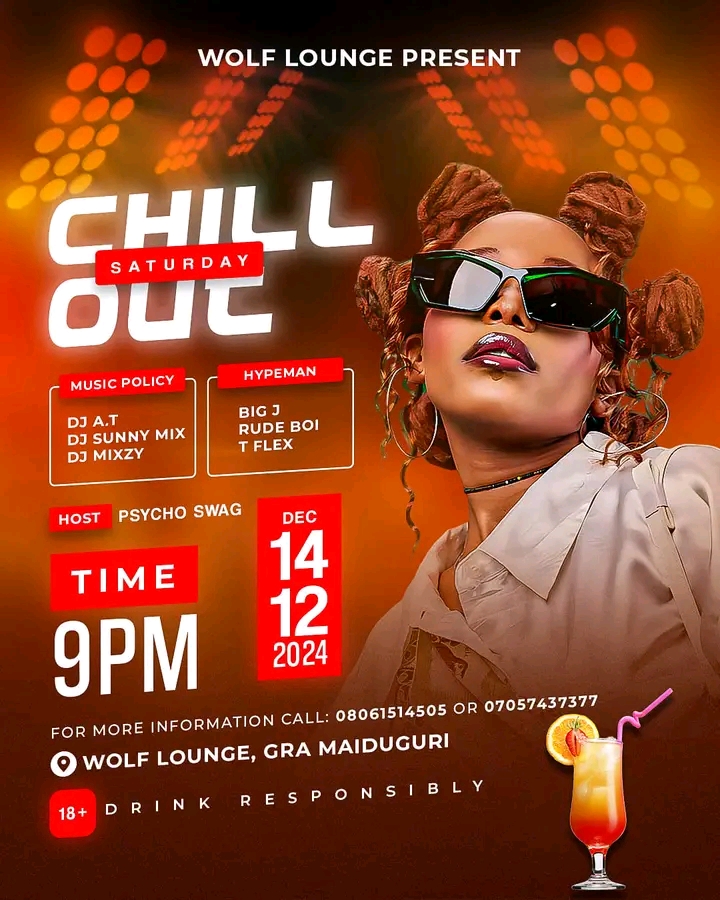 WOLF LOUNGE PRESENT
CHILL
SATURDAY
OUT
MUSIC POLICY
DJ A.T
DJ SUNNY MIX
DJ MIXZY
HYPEMAN
BIG J
RUDE BOI
T FLEX
HOST PSYCHO SWAG
TIME
9PM
DEC
14
12
2024
FOR MORE INFORMATION CALL: 08061514505 OR 07057437377
WOLF LOUNGE, GRA MAIDUGURI
18+ DRINK RESPONSIBLY